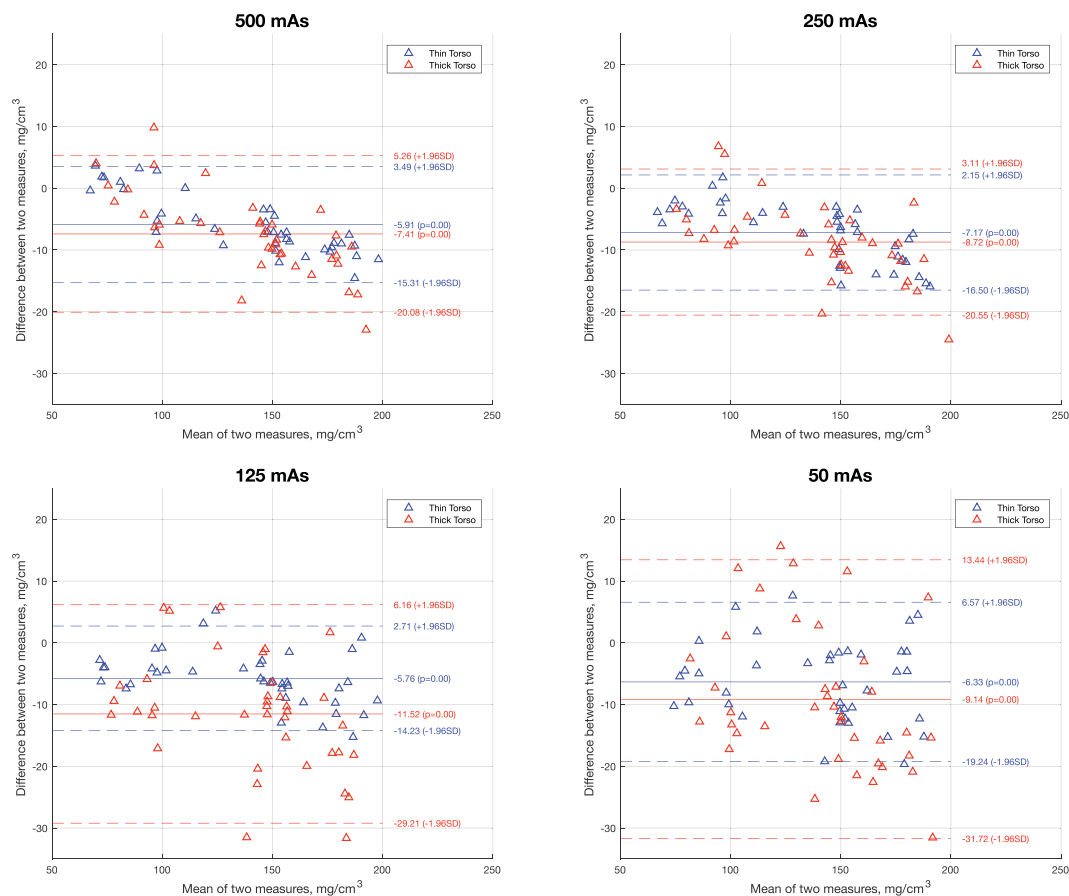 500 mAs
Thin Torso
Thick Torso
20
10
0
-10
-20
-30
50
100
150
200
250
Difference between two measures, mg/cm³
Mean of two measures, mg/cm³
5.26 (+1.96SD)
3.49 (+1.96SD)
-5.91 (p=0.00)
-7.41 (p=0.00)
-15.31 (-1.96SD)
-20.08 (-1.96SD)
250 mAs
Thin Torso
Thick Torso
20
10
0
-10
-20
-30
50
100
150
200
250
Difference between two measures, mg/cm³
Mean of two measures, mg/cm³
3.11 (+1.96SD)
2.15 (+1.96SD)
-7.17 (p=0.00)
-8.72 (p=0.00)
-16.50 (-1.96SD)
-20.55 (-1.96SD)
125 mAs
Thin Torso
Thick Torso
20
10
0
-10
-20
-30
50
100
150
200
250
Difference between two measures, mg/cm³
Mean of two measures, mg/cm³
6.16 (+1.96SD)
2.71 (+1.96SD)
-5.76 (p=0.00)
-11.52 (p=0.00)
-14.23 (-1.96SD)
-29.21 (-1.96SD)
50 mAs
Thin Torso
Thick Torso
20
10
0
-10
-20
-30
50
100
150
200
250
Difference between two measures, mg/cm³
Mean of two measures, mg/cm³
13.44 (+1.96SD)
6.57 (+1.96SD)
-6.33 (p=0.00)
-9.14 (p=0.00)
-19.24 (-1.96SD)
-31.72 (-1.96SD)